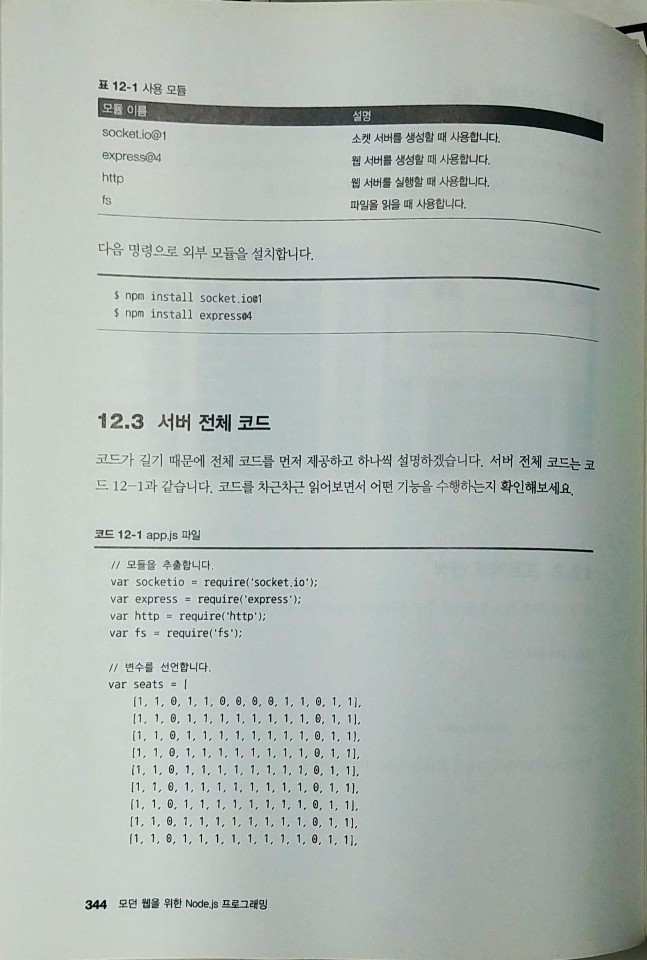 표 12-1 사용 모듈
모듈 이름 설명
socket.io@1 소켓 서버를 생성할 때 사용합니다.
express@4 웹 서버를 생성할 때 사용합니다.
http 웹 서버를 실행할 때 사용합니다.
fs 파일을 읽을 때 사용합니다.
다음 명령으로 외부 모듈을 설치합니다.
$ npm install socket.io@1
$ npm install express@4
12.3 서버 전체 코드
코드가 길기 때문에 전체 코드를 먼저 제공하고 하나씩 설명하겠습니다. 서버 전체 코드는 코
드 12-1과 같습니다. 코드를 차근차근 읽어보면서 어떤 기능을 수행하는지 확인해보세요.
코드 12-1 app.js 파일
// 모듈을 추출합니다.
var socketio = require('socket.io');
var express = require('express');
var http = require('http');
var fs = require('fs');
// 변수를 선언합니다.
var seats = [
[1, 1, 0, 1, 1, 0, 0, 0, 0, 1, 1, 0, 1, 1],
[1, 1, 0, 1, 1, 1, 1, 1, 1, 1, 1, 0, 1, 1],
[1, 1, 0, 1, 1, 1, 1, 1, 1, 1, 1, 0, 1, 1],
[1, 1, 0, 1, 1, 1, 1, 1, 1, 1, 1, 0, 1, 1],
[1, 1, 0, 1, 1, 1, 1, 1, 1, 1, 1, 0, 1, 1],
[1, 1, 0, 1, 1, 1, 1, 1, 1, 1, 1, 0, 1, 1],
[1, 1, 0, 1, 1, 1, 1, 1, 1, 1, 1, 0, 1, 1],
[1, 1, 0, 1, 1, 1, 1, 1, 1, 1, 1, 0, 1, 1],
[1, 1, 0, 1, 1, 1, 1, 1, 1, 1, 1, 0, 1, 1],
344 모던 웹을 위한 Node.js 프로그래밍